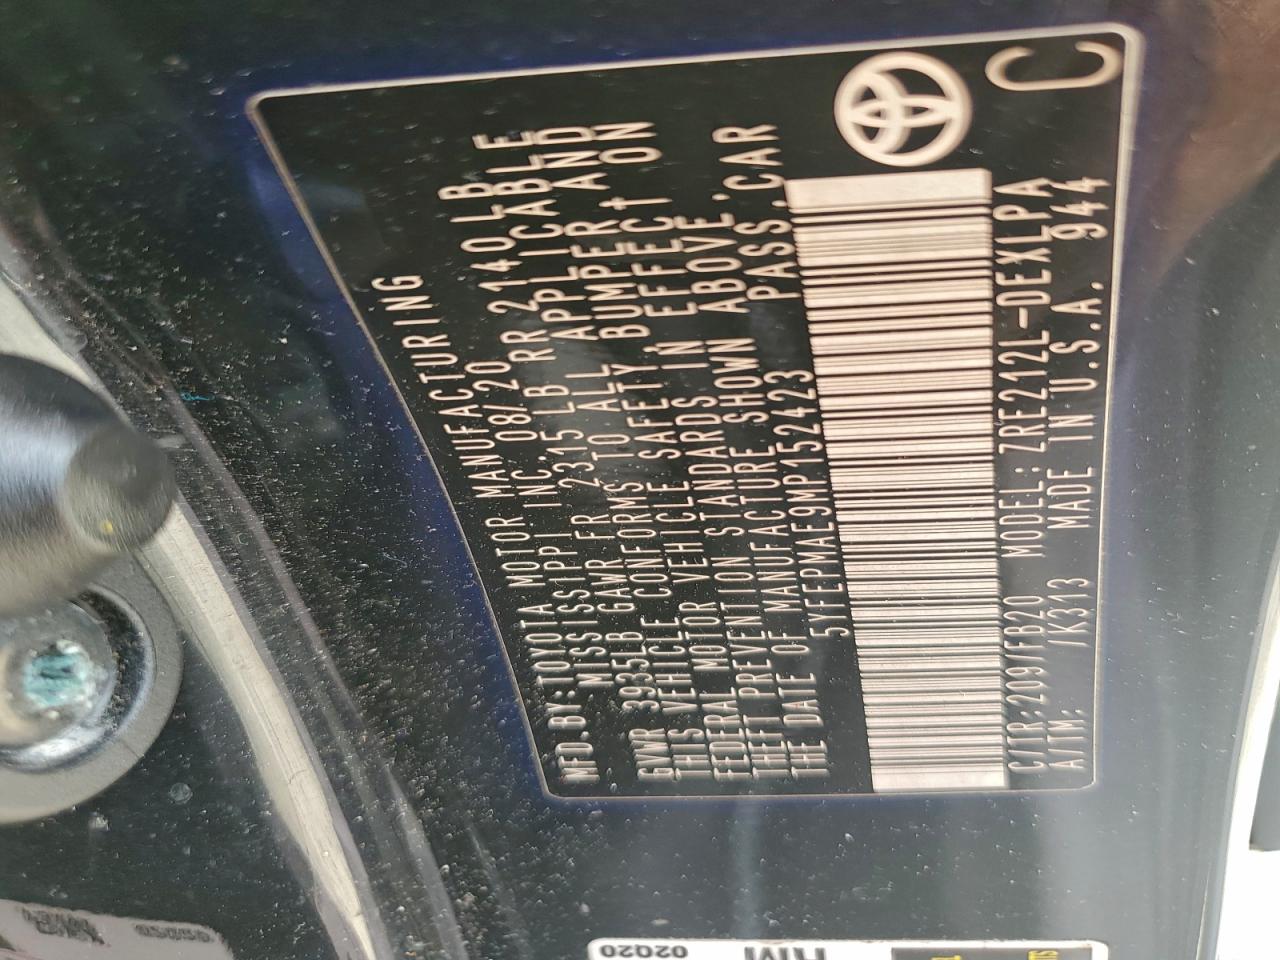 MFD.BY:TOYOTA MOTOR MANUFACTURING
MISSISSIPPI INC. 08/20
GVWR 3935LB GAWR FR 2315LB RR 2140LB
THIS VEHICLE CONFORMS TO ALL APPLICABLE
FEDERAL MOTOR VEHICLE SAFETY BUMPER AND
THEFT PREVENTION STANDARDS IN EFFECT ON
THE DATE OF MANUFACTURE SHOWN ABOVE.
5YFEPMAE9MP152423 PASS.CAR
C/TR:209/FB20 MODEL:ZRE212L-DEXLPA
A/TM: /K313 MADE IN U.S.A. 944
C
02Q20